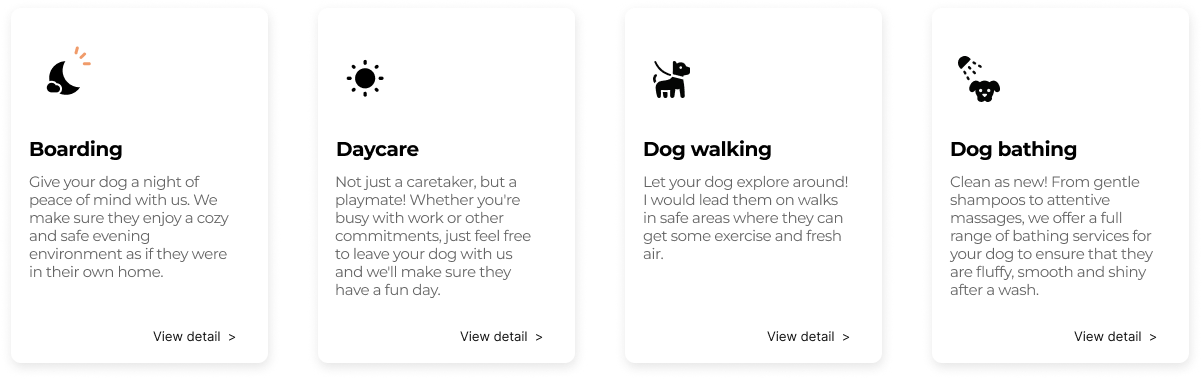 Boarding
Give your dog a night of
peace of mind with us. We
make sure they enjoy a cozy
and safe evening
environment as if they were
in their own home.
View detail >
Daycare
Not just a caretaker, but a
playmate! Whether you're
busy with work or other
commitments, just feel free
to leave your dog with us
and we'll make sure they
have a fun day.
View detail >
Dog walking
Let your dog explore around!
I would lead them on walks
in safe areas where they can
get some exercise and fresh
air.
View detail >
Dog bathing
Clean as new! From gentle
shampoos to attentive
massages, we offer a full
range of bathing services for
your dog to ensure that they
are fluffy, smooth and shiny
after a wash.
View detail >